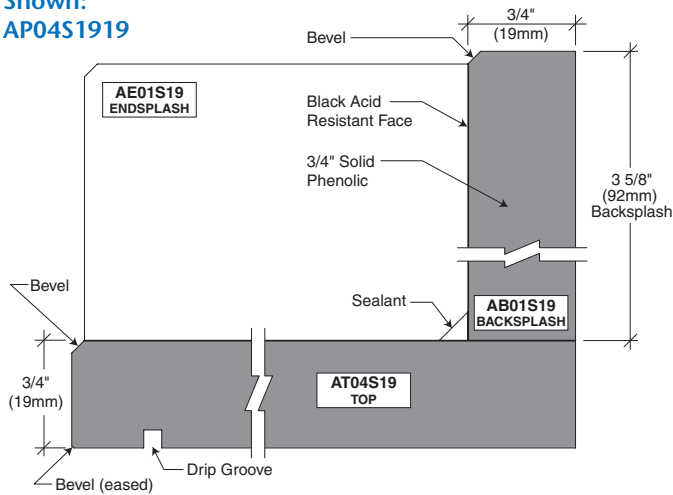 Shown:
AP04S1919
3/4"
(19mm)
Bevel
AE01S19
ENDSPLASH
Black Acid
Resistant Face
3/4" Solid
Phenolic
3 5/8"
(92mm)
Backsplash
Bevel
Sealant
AB01S19
BACKSPLASH
3/4"
(19mm)
AT04S19
TOP
Drip Groove
Bevel (eased)